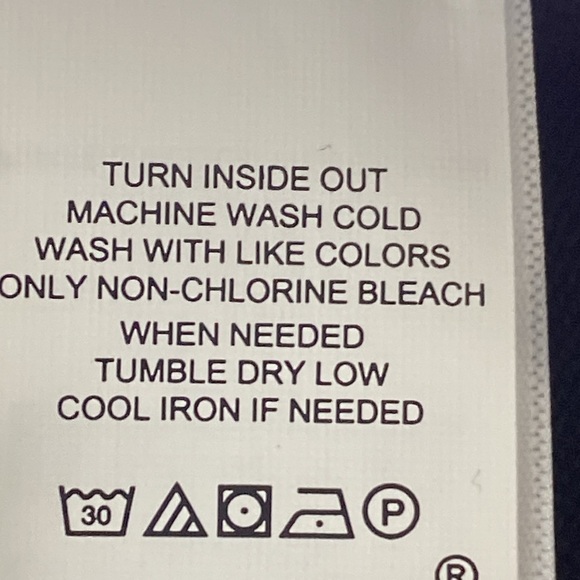 TURN INSIDE OUT
MACHINE WASH COLD
WASH WITH LIKE COLORS
ONLY NON-CHLORINE BLEACH
WHEN NEEDED
TUMBLE DRY LOW
COOL IRON IF NEEDED
30 P
®